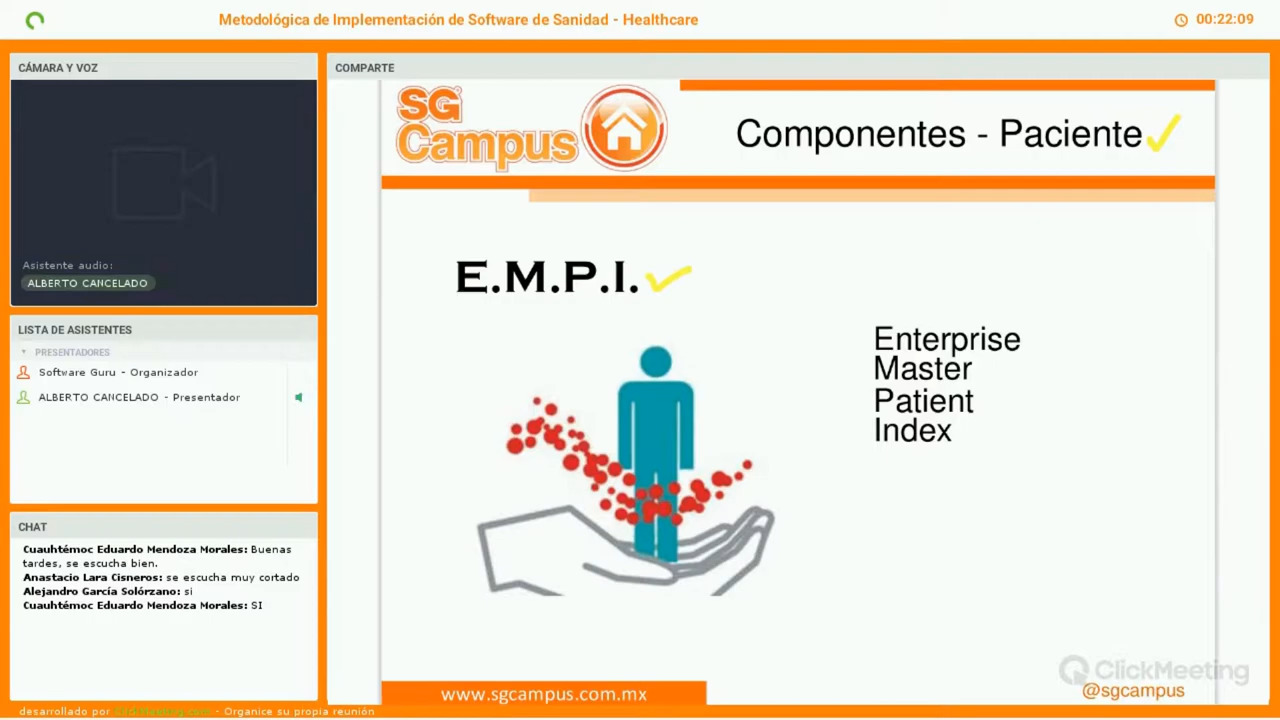 Metodológica de Implementación de Software de Sanidad - Healthcare
00:22:09
CÁMARA Y VOZ
Asistente audio:
ALBERTO CANCELADO
LISTA DE ASISTENTES
PRESENTADORES
Software Guru - Organizador
ALBERTO CANCELADO - Presentador
CHAT
Cuauhtémoc Eduardo Mendoza Morales: Buenas
tardes, se escucha bien.
Anastacio Lara Cisneros: se escucha muy cortado
Alejandro García Solórzano: si
Cuauhtémoc Eduardo Mendoza Morales: SI
COMPARTE
SG
Campus
Componentes - Paciente
E.M.P.I.
Enterprise
Master
Patient
Index
www.sgcampus.com.mx
ClickMeeting
@sgcampus
desarrollado por ClickMeeting.com - Organice su propia reunión